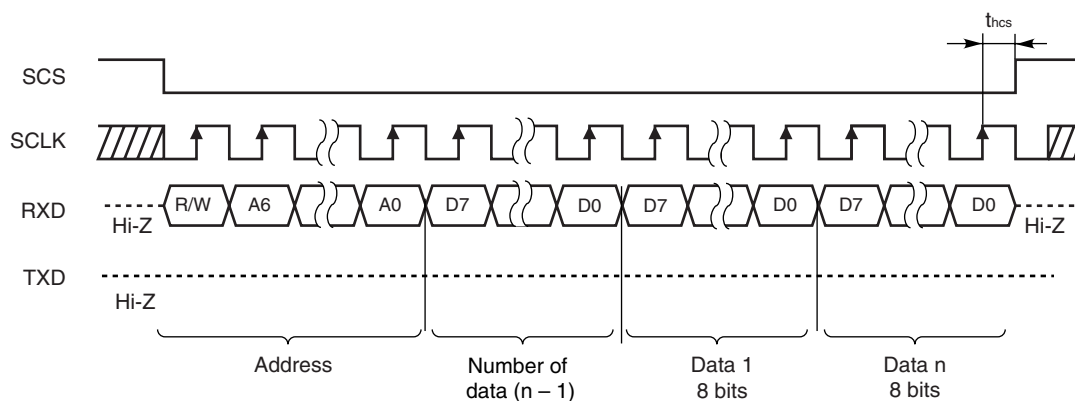 thcs
SCS
SCLK
RXD
R/W A6 A0 D7 D0 D7 D0 D7 D0
Hi-Z Hi-Z
TXD
Hi-Z
Address
Number of
data (n – 1)
Data 1
8 bits
Data n
8 bits